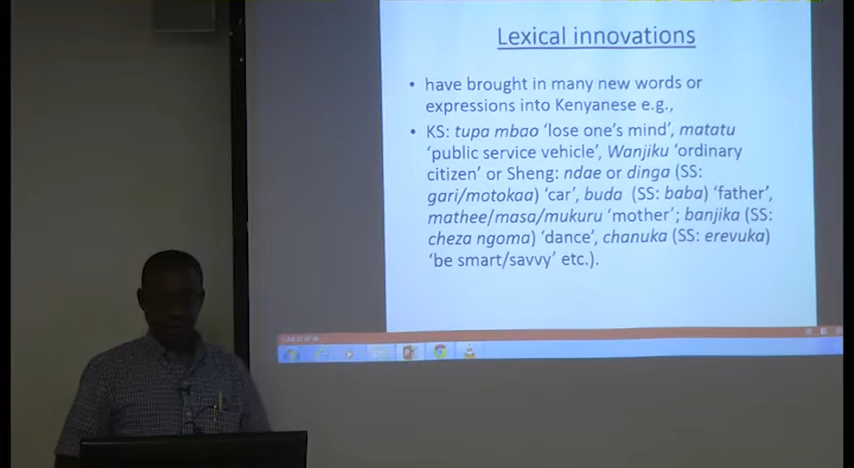 Lexical innovations
• have brought in many new words or
expressions into Kenyanese e.g.,
• KS: tupa mbao ‘lose one’s mind’, matatu
‘public service vehicle’, Wanjiku ‘ordinary
citizen’ or Sheng: ndae or dinga (SS:
gari/motokaa) ‘car’, buda (SS: baba) ‘father’,
mathee/masa/mukuru ‘mother’; banjika (SS:
cheza ngoma) ‘dance’, chanuka (SS: erevuka)
‘be smart/savvy’ etc.).